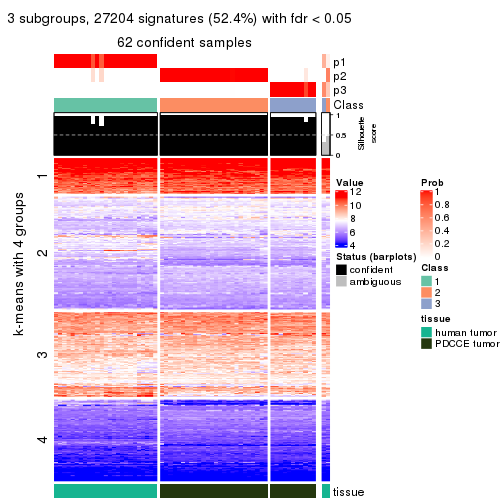 3 subgroups, 27204 signatures (52.4%) with fdr < 0.05
62 confident samples
p1
p2
p3
Class
1
0.5
0
Silhouette
score
k-means with 4 groups
1
2
3
4
tissue
Value
12
10
8
6
4
Status (barplots)
confident
ambiguous
Prob
1
0.8
0.6
0.4
0.2
0
Class
1
2
3
tissue
human tumor
PDCCE tumor